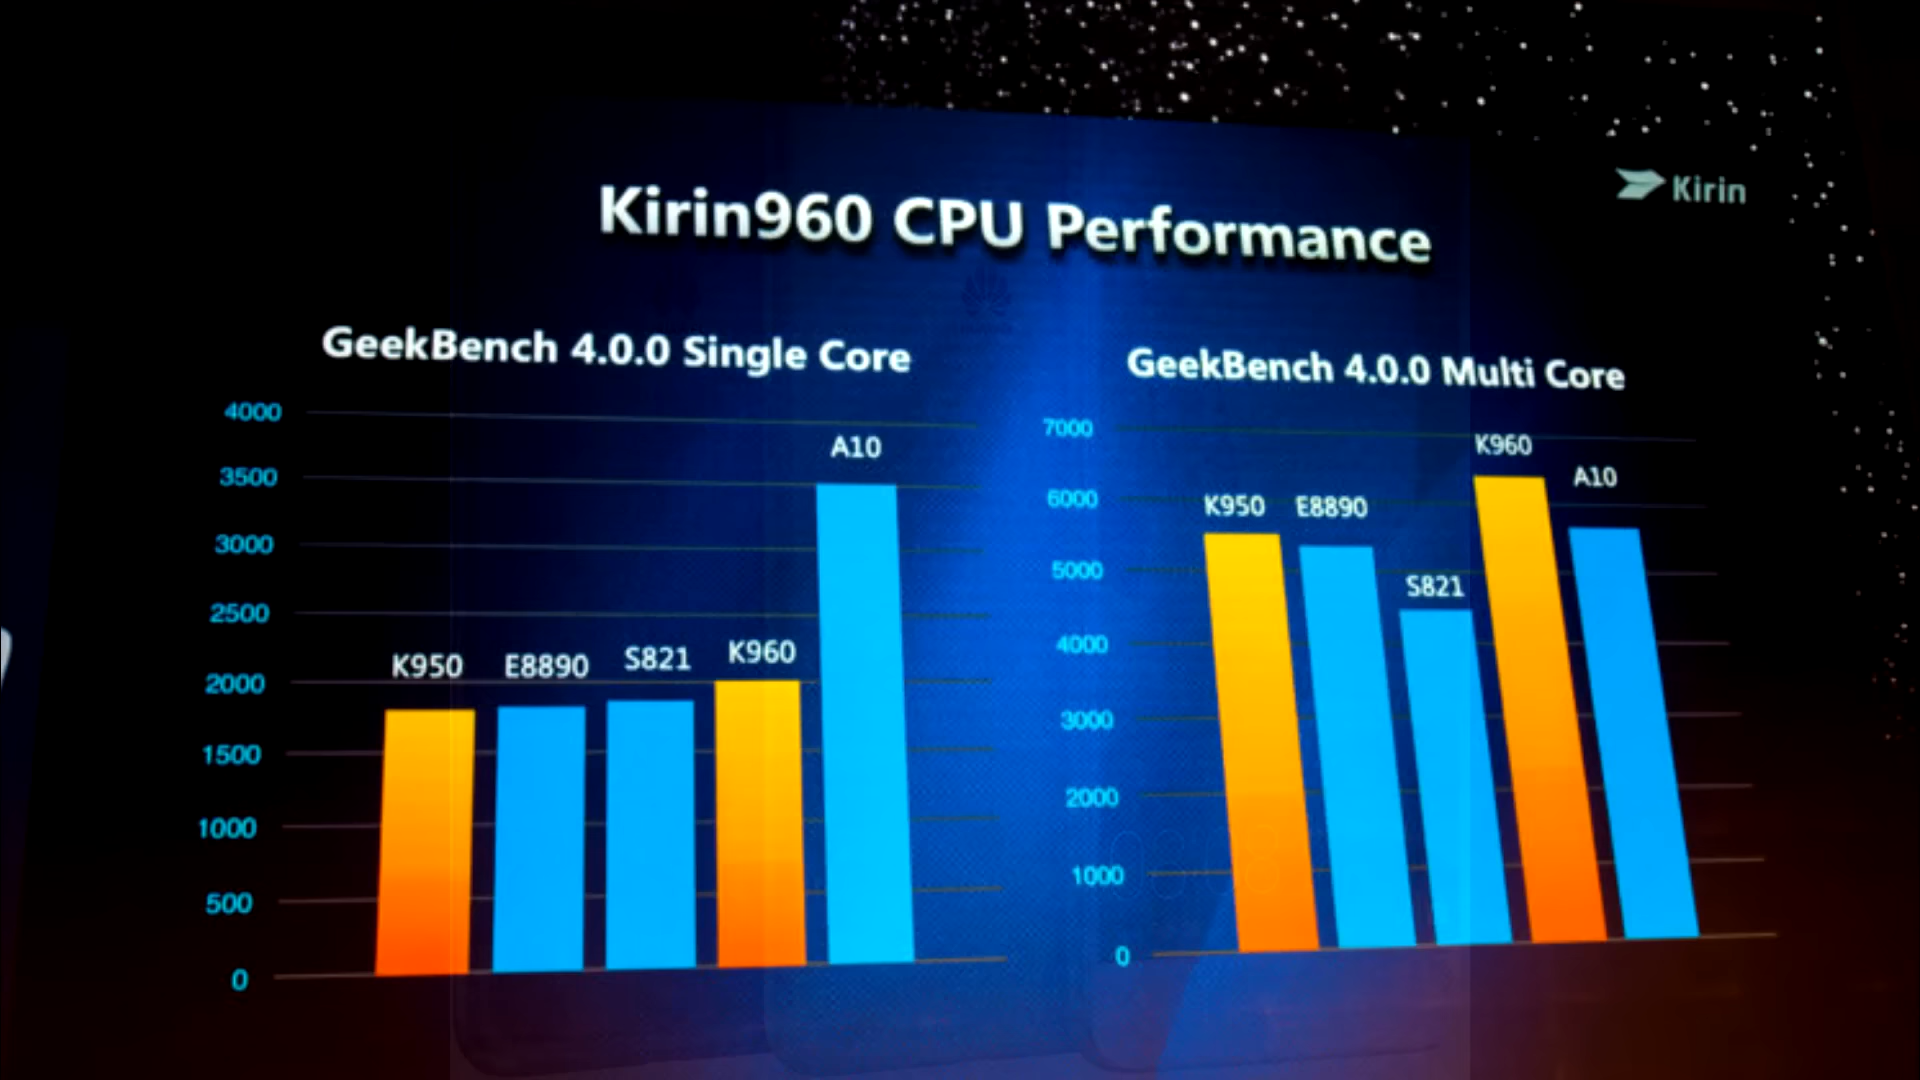 Kirin
Kirin960 CPU Performance
GeekBench 4.0.0 Single Core
4000
3500
3000
2500
2000
1500
1000
500
0
K950
E8890
S821
K960
A10
GeekBench 4.0.0 Multi Core
7000
6000
5000
4000
3000
2000
1000
0
K950
E8890
S821
K960
A10